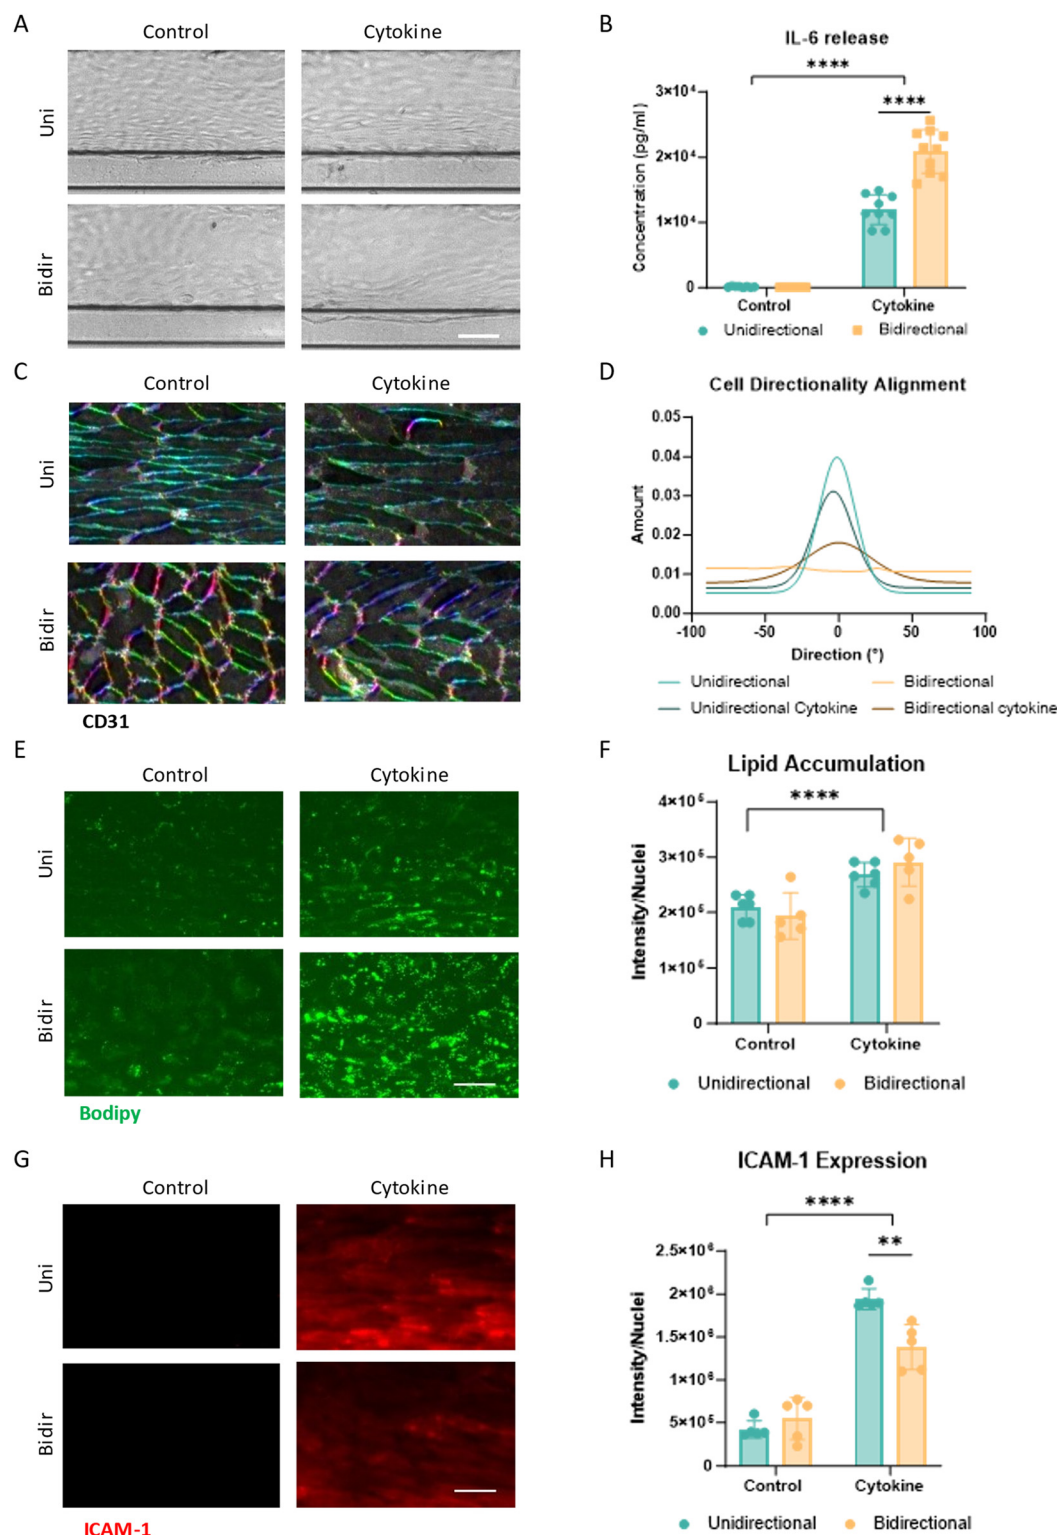 A
Control
Cytokine
Uni
Bidir
B
IL-6 release
****
****
Concentration (pg/ml)
3×10⁴
2×10⁴
1×10⁴
0
Control
Cytokine
Unidirectional
Bidirectional
C
Control
Cytokine
Uni
Bidir
CD31
D
Cell Directionality Alignment
Amount
0.05
0.04
0.03
0.02
0.01
0.00
-100
-50
0
50
100
Direction (°)
Unidirectional
Bidirectional
Unidirectional Cytokine
Bidirectional cytokine
E
Control
Cytokine
Uni
Bidir
Bodipy
F
Lipid Accumulation
****
Intensity/Nuclei
4×10⁵
3×10⁵
2×10⁵
1×10⁵
0
Control
Cytokine
Unidirectional
Bidirectional
G
Control
Cytokine
Uni
Bidir
ICAM-1
H
ICAM-1 Expression
****
**
Intensity/Nuclei
2.5×10⁶
2×10⁶
1.5×10⁶
1×10⁶
5×10⁵
0
Control
Cytokine
Unidirectional
Bidirectional